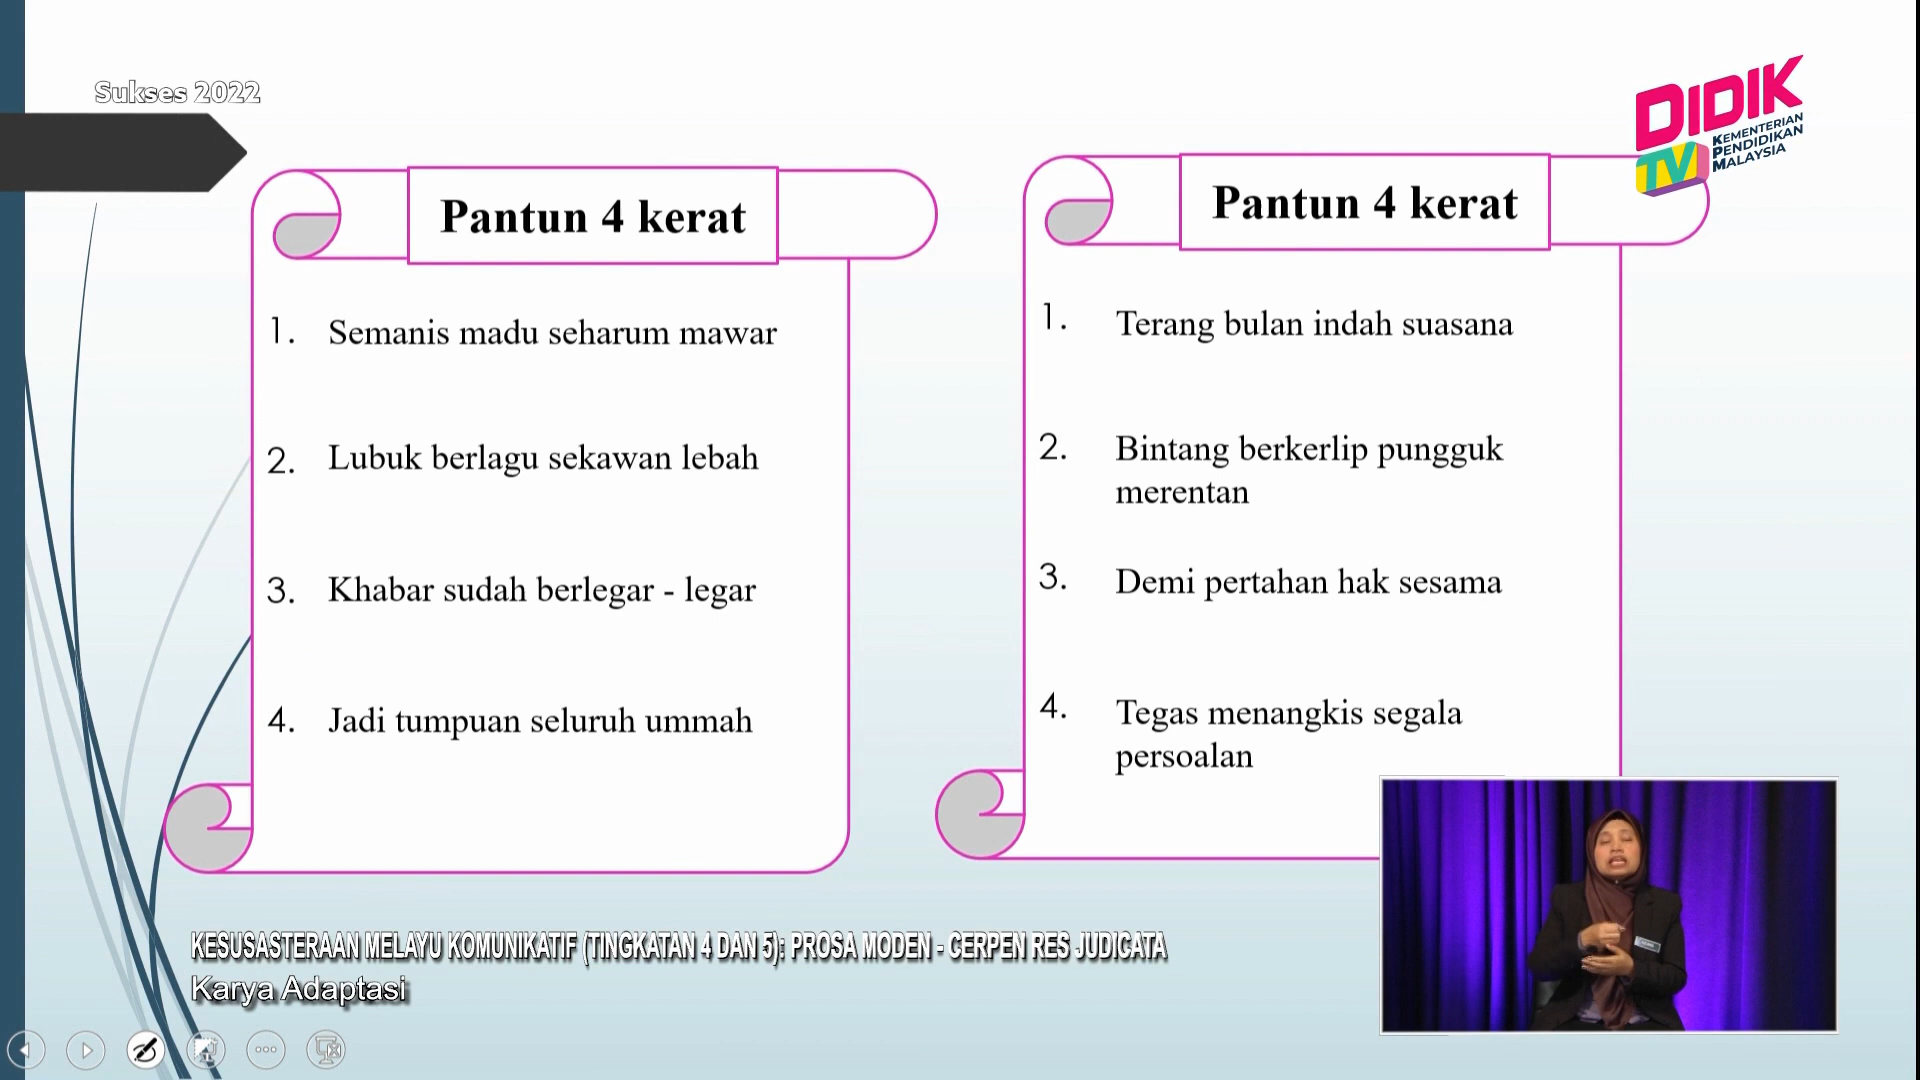 Sukses 2022
DIDIK
TV
KEMENTERIAN
PENDIDIKAN
MALAYSIA
Pantun 4 kerat
1. Semanis madu seharum mawar
2. Lubuk berlagu sekawan lebah
3. Khabar sudah berlegar - legar
4. Jadi tumpuan seluruh ummah
Pantun 4 kerat
1. Terang bulan indah suasana
2. Bintang berkerlip pungguk
merentan
3. Demi pertahan hak sesama
4. Tegas menangkis segala
persoalan
KESUSASTERAAN MELAYU KOMUNIKATIF (TINGKATAN 4 DAN 5): PROSA MODEN - CERPEN RES JUDICATA
Karya Adaptasi